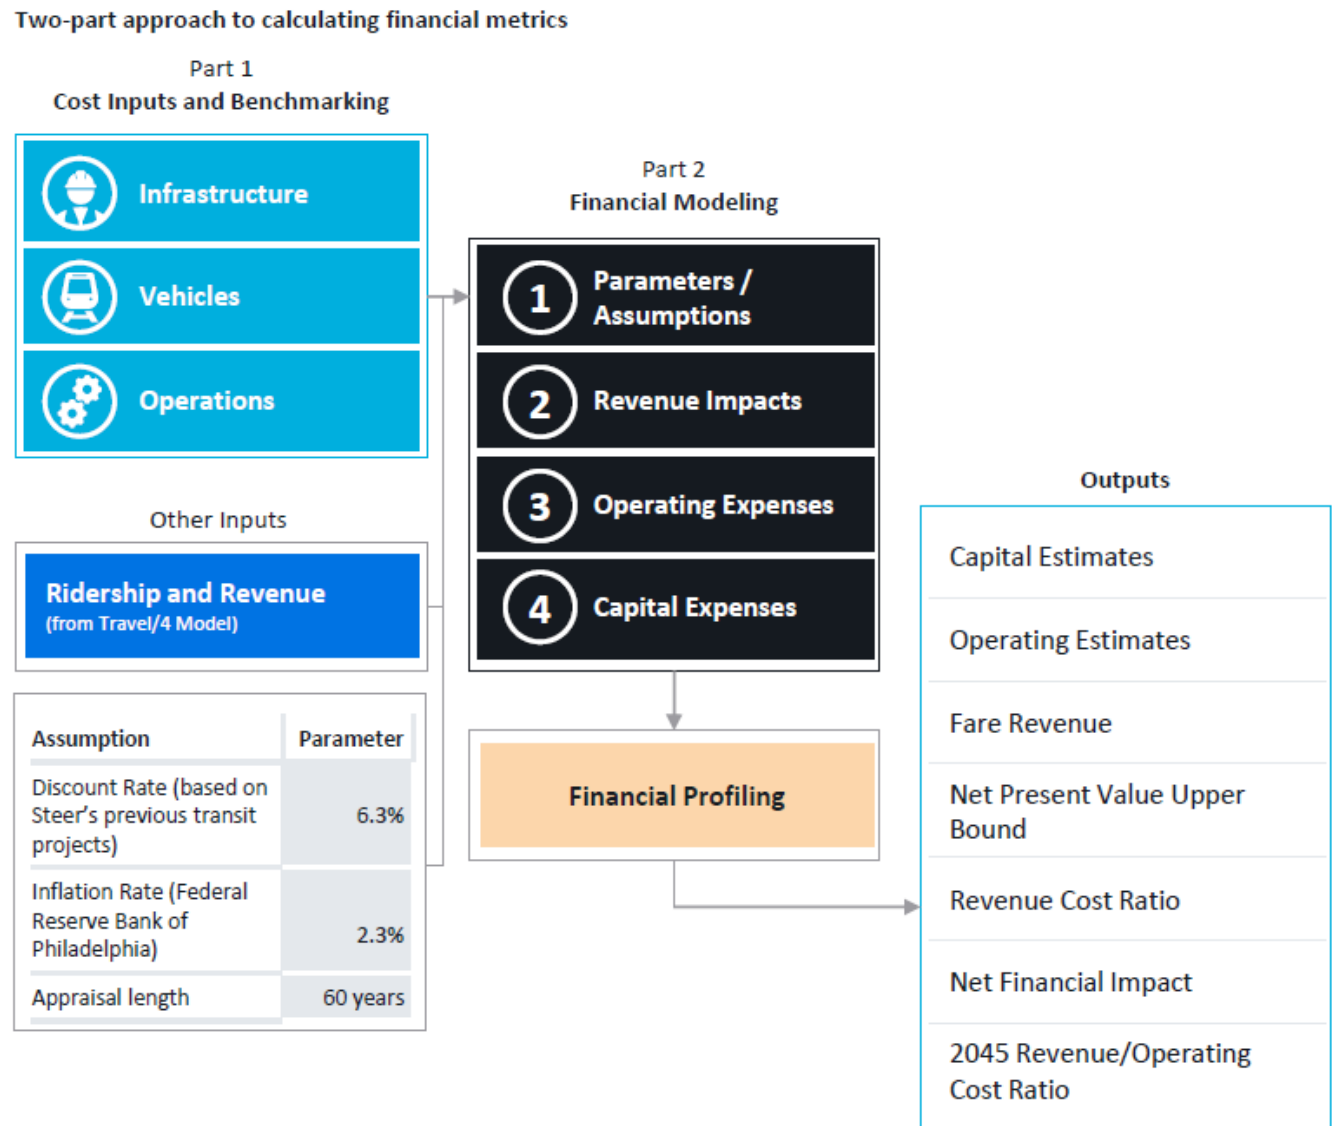 Two-part approach to calculating financial metrics
Part 1
Cost Inputs and Benchmarking
Infrastructure
Vehicles
Operations
Other Inputs
Ridership and Revenue
(from Travel/4 Model)
Assumption Parameter
Discount Rate (based on
Steer's previous transit
projects)
6.3%
Inflation Rate (Federal
Reserve Bank of
Philadelphia)
2.3%
Appraisal length 60 years
Part 2
Financial Modeling
1
Parameters /
Assumptions
2 Revenue Impacts
3 Operating Expenses
4 Capital Expenses
Financial Profiling
Outputs
Capital Estimates
Operating Estimates
Fare Revenue
Net Present Value Upper
Bound
Revenue Cost Ratio
Net Financial Impact
2045 Revenue/Operating
Cost Ratio